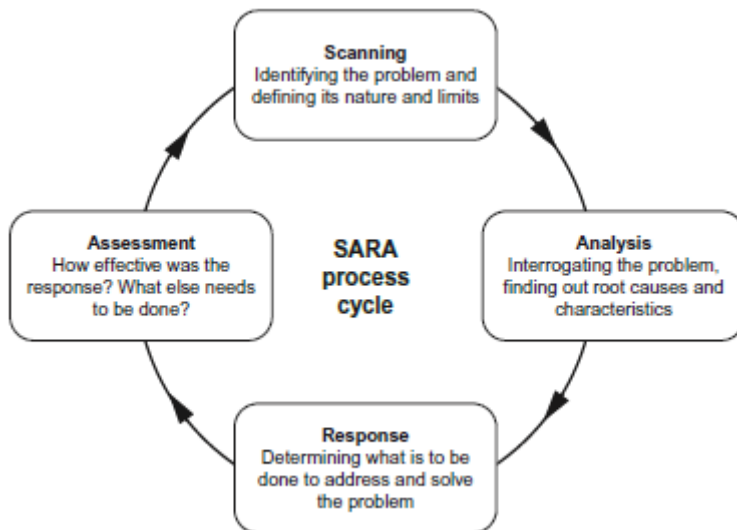 Scanning
Identifying the problem and
defining its nature and limits
Assessment
How effective was the
response? What else needs
to be done?
SARA
process
cycle
Analysis
Interrogating the problem,
finding out root causes and
characteristics
Response
Determining what is to be
done to address and solve
the problem